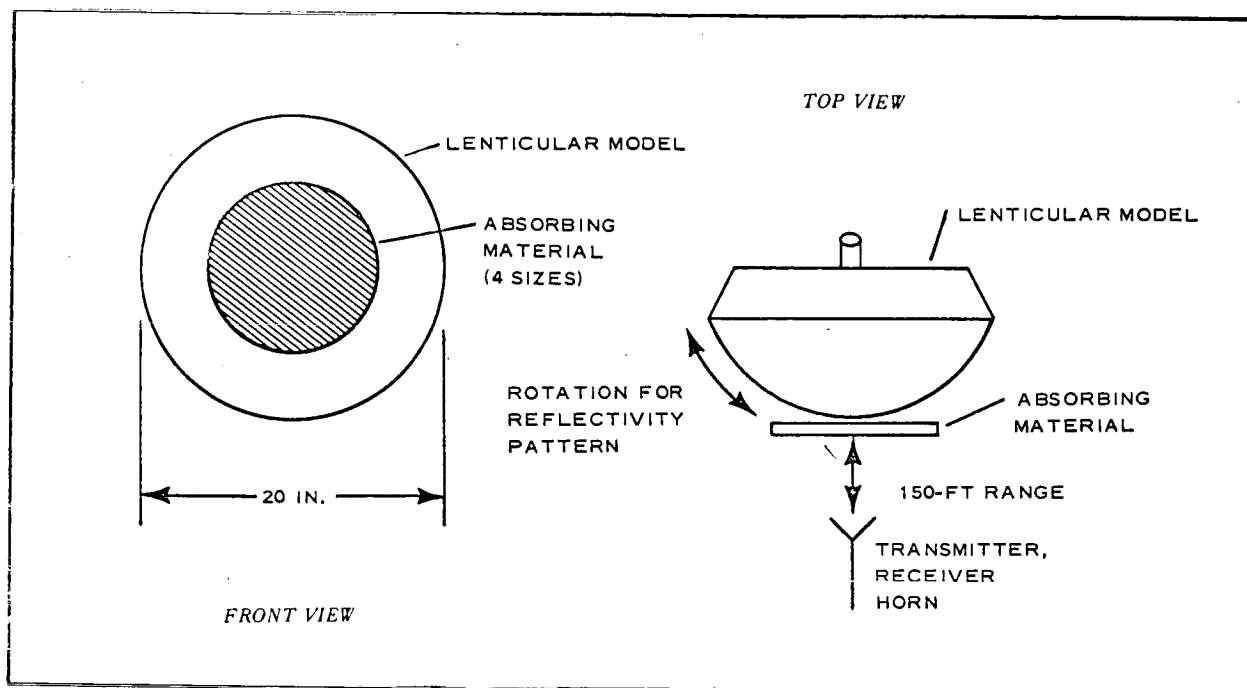 LENTICULAR MODEL
ABSORBING
MATERIAL
(4 SIZES)
20 IN.
FRONT VIEW
TOP VIEW
LENTICULAR MODEL
ROTATION FOR
REFLECTIVITY
PATTERN
ABSORBING
MATERIAL
150-FT RANGE
TRANSMITTER,
RECEIVER
HORN